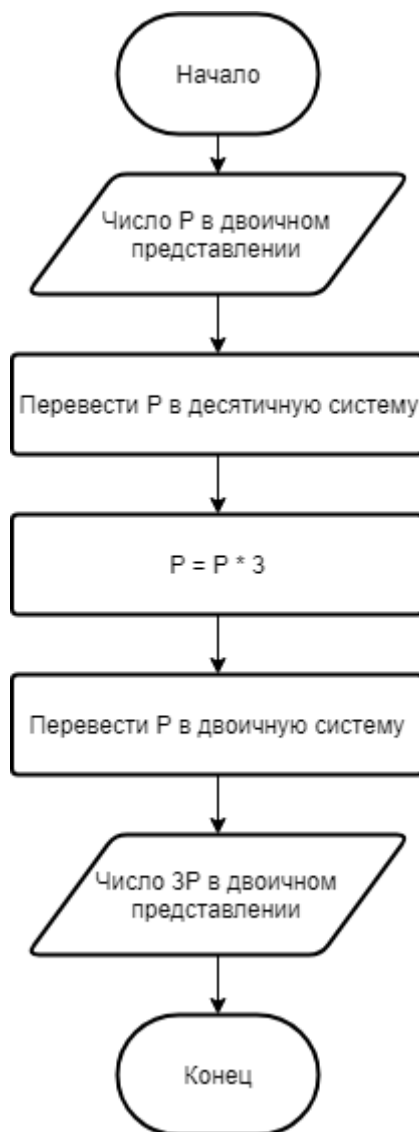 Начало
Число P в двоичном
представлении
Перевести P в десятичную систему
P = P * 3
Перевести P в двоичную систему
Число 3P в двоичном
представлении
Конец